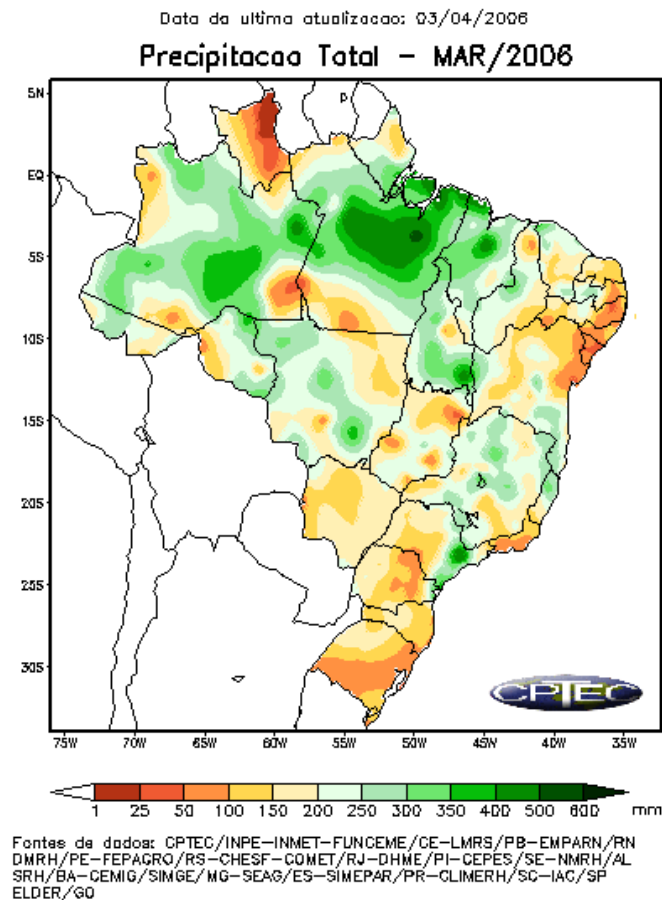 Data da ultima atualizacao: 03/04/2006
Precipitacao Total – MAR/2006
5N
EQ
5S
10S
15S
20S
25S
30S
75W 70W 65W 60W 55W 50W 45W 40W 35W
CPTEC
1 25 50 100 150 200 250 300 350 400 500 600 mm
Fontes de dados: CPTEC/INPE-INMET-FUNCEME/CE-LMRS/PB-EMPARN/RN
DMRH/PE-FEPAGRO/RS-CHESF-COMET/RJ-DHME/PI-CEPES/SE-NMRH/AL
SRH/BA-CEMIG/SIMGE/MG-SEAG/ES-SIMEPAR/PR-CLIMERH/SC-IAC/SP
ELDER/GO